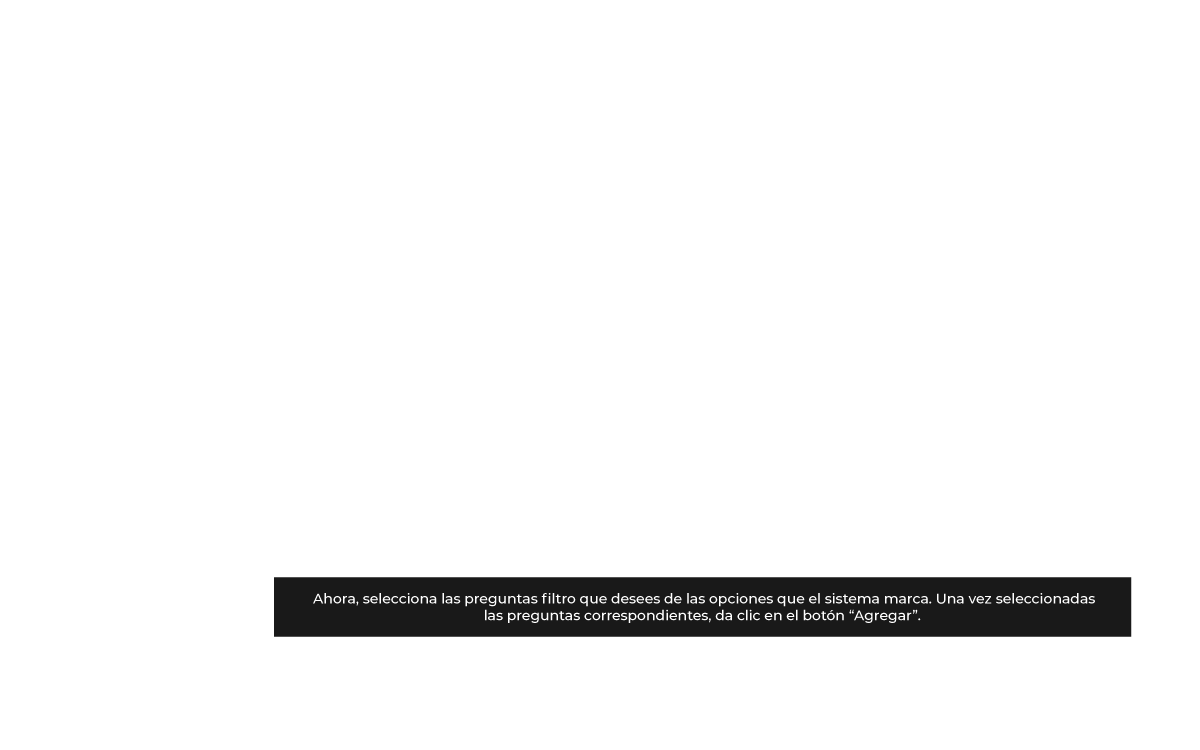 Ahora, selecciona las preguntas filtro que desees de las opciones que el sistema marca. Una vez seleccionadas
las preguntas correspondientes, da clic en el botón “Agregar”.